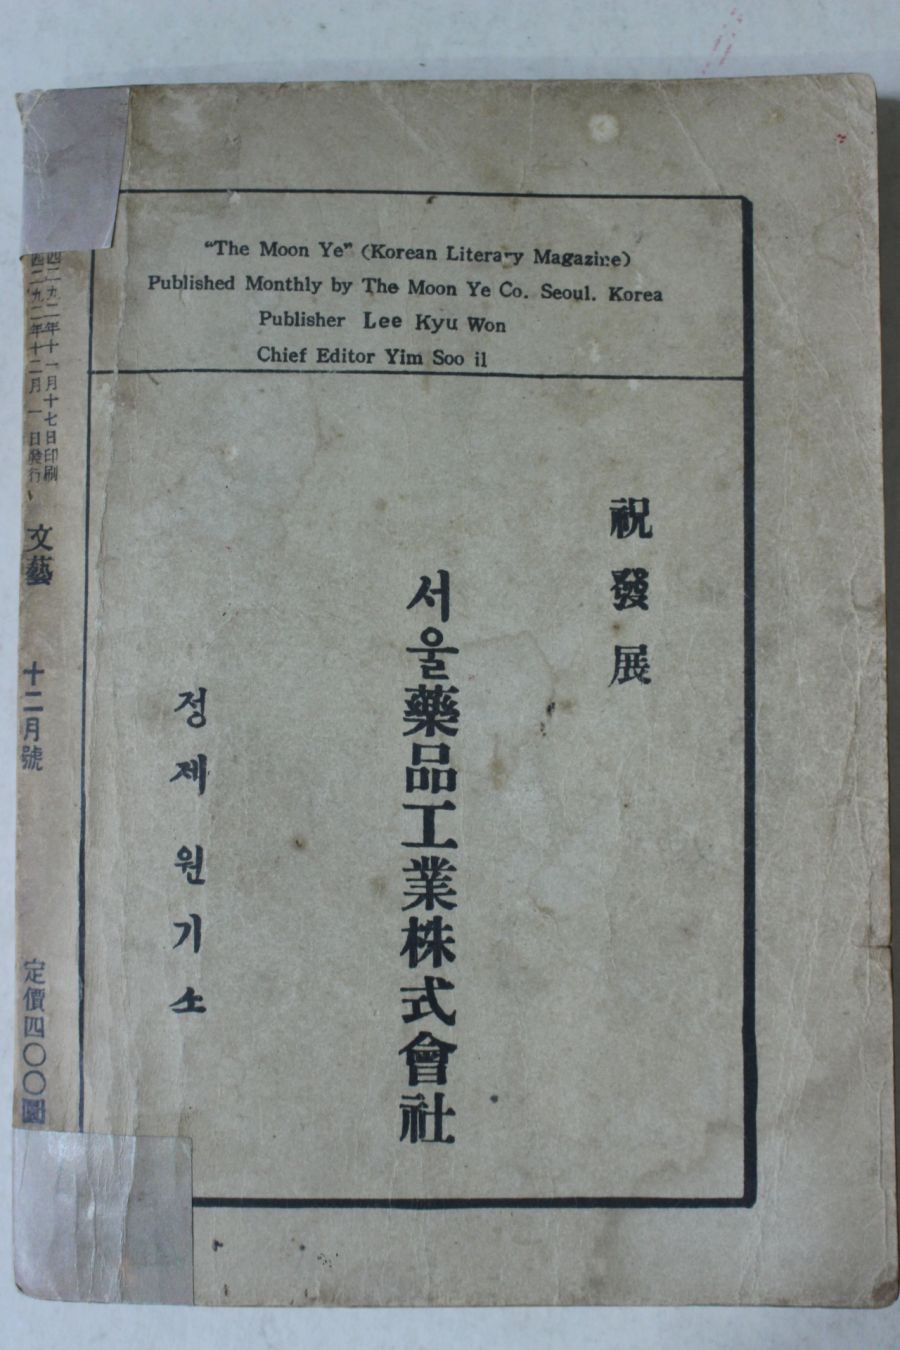 "The Moon Ye" (Korean Literary Magazine)
Published Monthly by The Moon Ye Co. Seoul. Korea
Publisher Lee Kyu Won
Chief Editor Yim Soo il
祝發展
서울藥品工業株式會社
정제원기소
四二九二年十一月十七日印刷
四二九二年十二月一日發行
文藝
十二月號
定價四〇〇圜